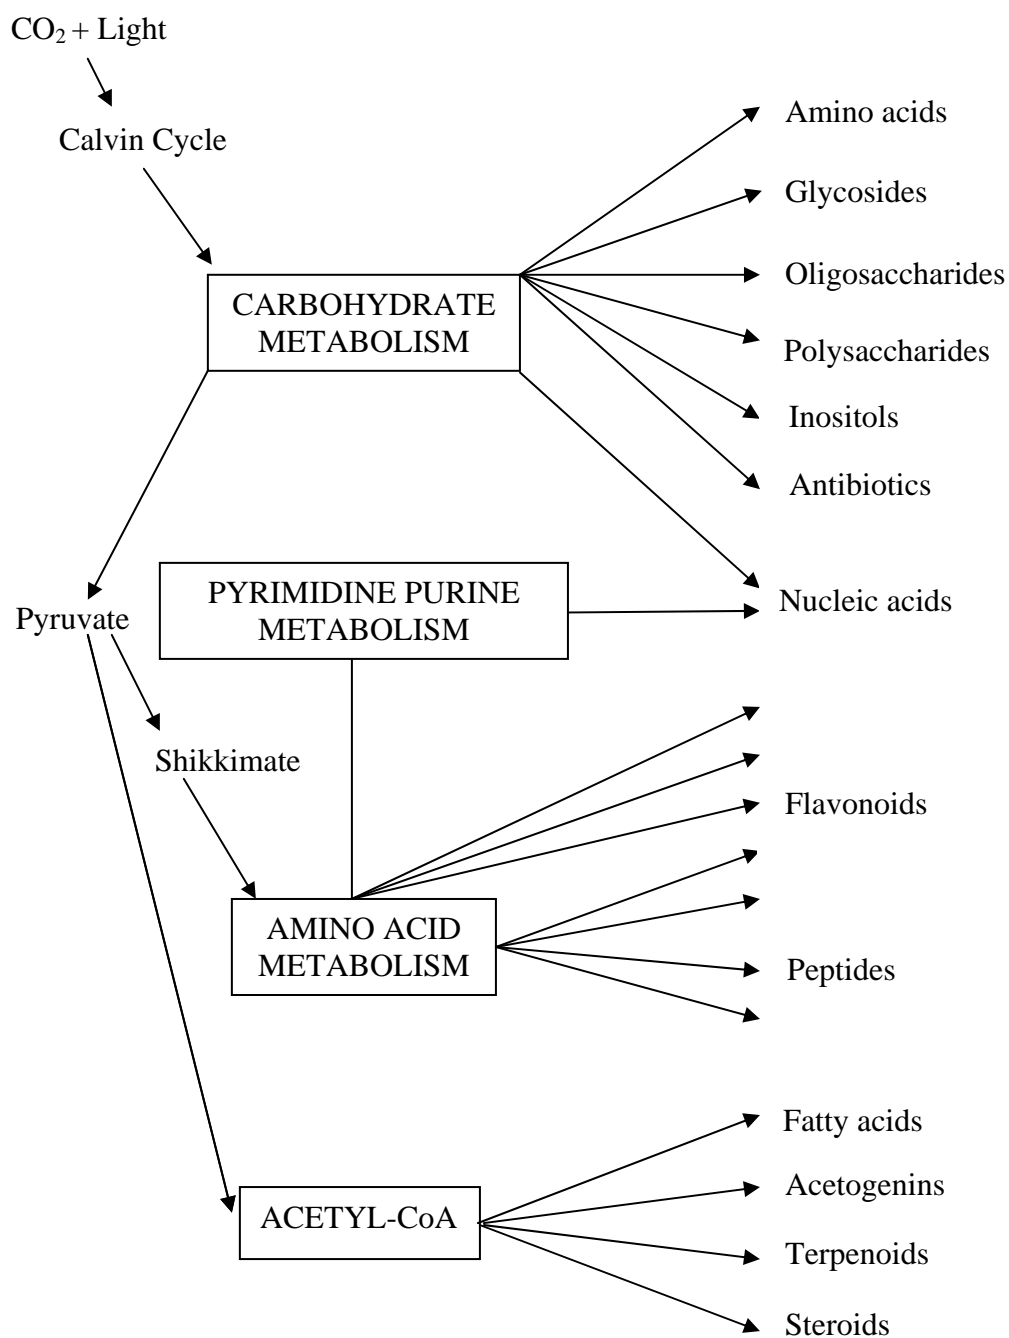 CO₂ + Light
Calvin Cycle
CARBOHYDRATE
METABOLISM
Amino acids
Glycosides
Oligosaccharides
Polysaccharides
Inositols
Antibiotics
Pyruvate
PYRIMIDINE PURINE
METABOLISM
Nucleic acids
Shikkimate
Flavonoids
AMINO ACID
METABOLISM
Peptides
Fatty acids
ACETYL-CoA
Acetogenins
Terpenoids
Steroids